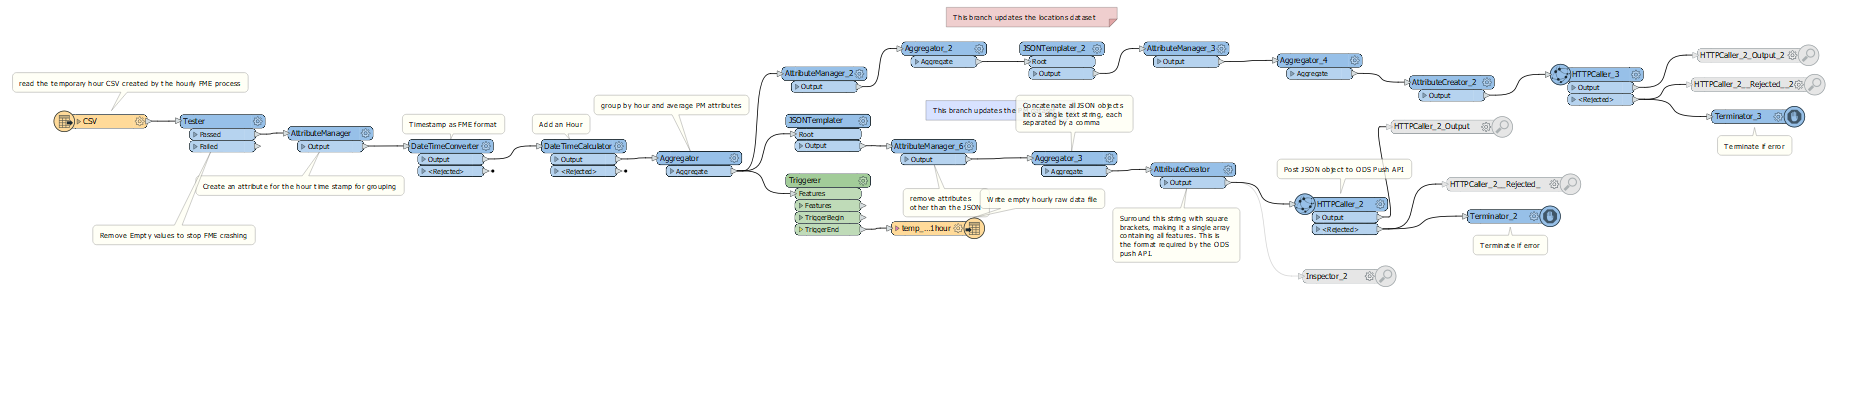 This branch updates the locations dataset
Aggregator_2
Aggregate
JSONTemplater_2
Root
Output
AttributeManager_3
Output
Aggregator_4
Aggregate
AttributeCreator_2
Output
HTTPCaller_3
Output
<Rejected>
HTTPCaller_2_Output_2
HTTPCaller_2__Rejected__2
Terminator_3
Terminate if error
read the temporary hour CSV created by the hourly FME process
CSV
Tester
Passed
Failed
AttributeManager
Output
Create an attribute for the hour time stamp for grouping
Remove Empty values to stop FME crashing
Timestamp as FME format
DateTimeConverter
Output
<Rejected>
Add an Hour
DateTimeCalculator
Output
<Rejected>
group by hour and average PM attributes
Aggregator
Aggregate
AttributeManager_2
Output
JSONTemplater
Root
Output
Triggerer
Features
Features
TriggerBegin
TriggerEnd
This branch updates the
Concatenate all JSON objects
into a single text string, each
separated by a comma
AttributeManager_6
Output
remove attributes
other than the JSON
Write empty hourly raw data file
temp_...1hour
Aggregator_3
Aggregate
AttributeCreator
Output
Surround this string with square
brackets, making it a single array
containing all features. This is
the format required by the ODS
push API.
Post JSON object to ODS Push API
HTTPCaller_2
Output
<Rejected>
HTTPCaller_2_Output
HTTPCaller_2__Rejected_
Terminator_2
Terminate if error
Inspector_2